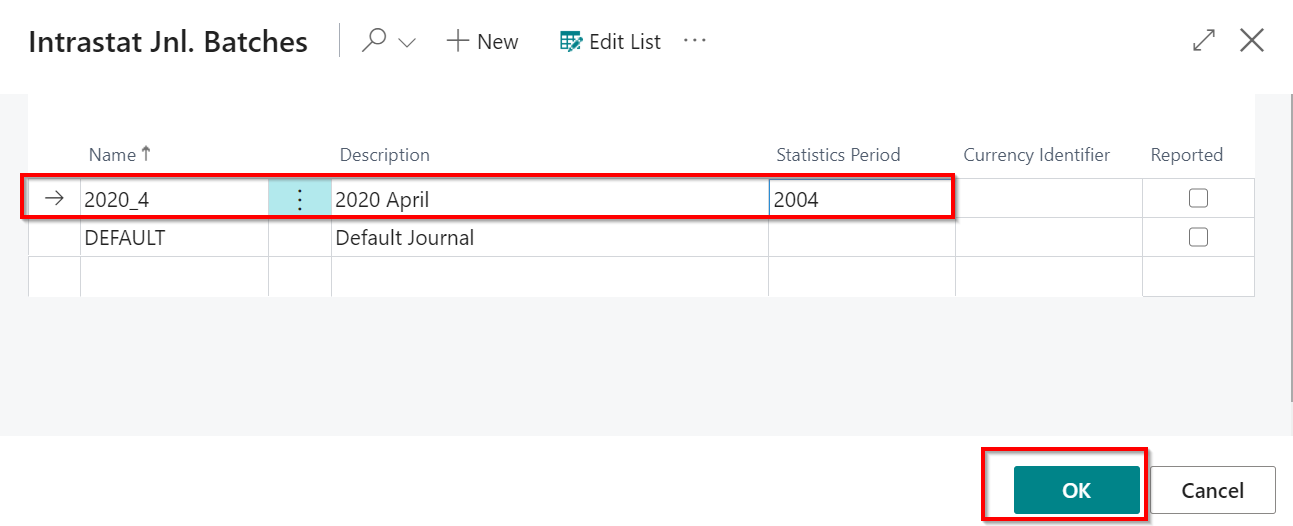 Intrastat Jnl. Batches New Edit List ...
Name ↑ Description Statistics Period Currency Identifier Reported
2020_4 2020 April 2004
DEFAULT Default Journal
OK Cancel